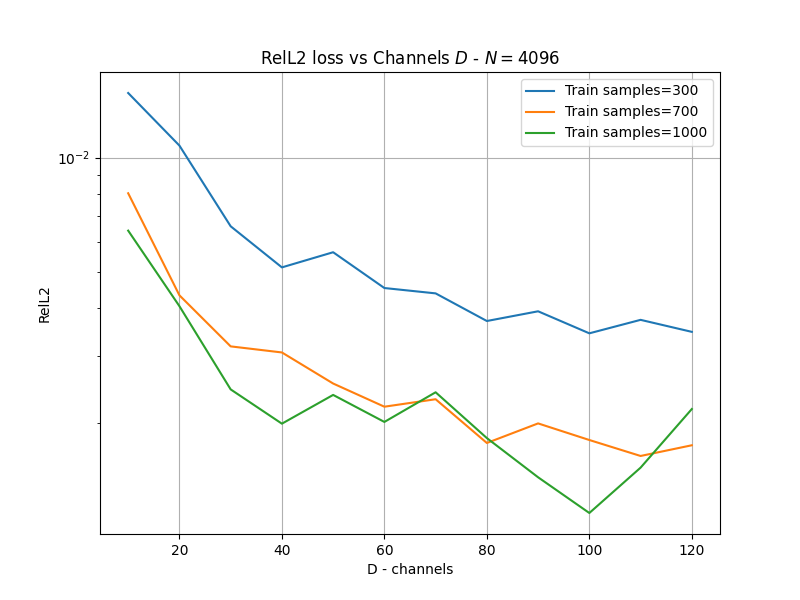 RelL2 loss vs Channels D - N = 4096
Train samples=300
Train samples=700
Train samples=1000
10⁻²
RelL2
20 40 60 80 100 120
D - channels